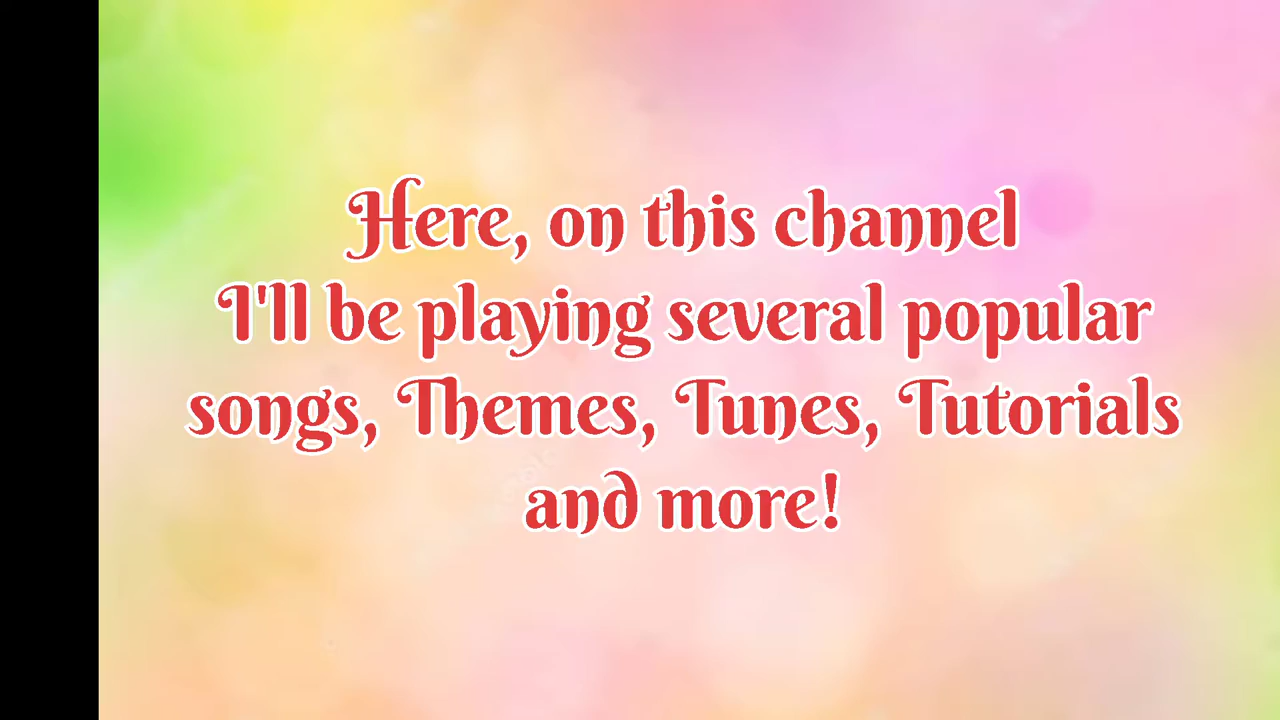 Here, on this channel
I'll be playing several popular
songs, Themes, Tunes, Tutorials
and more!